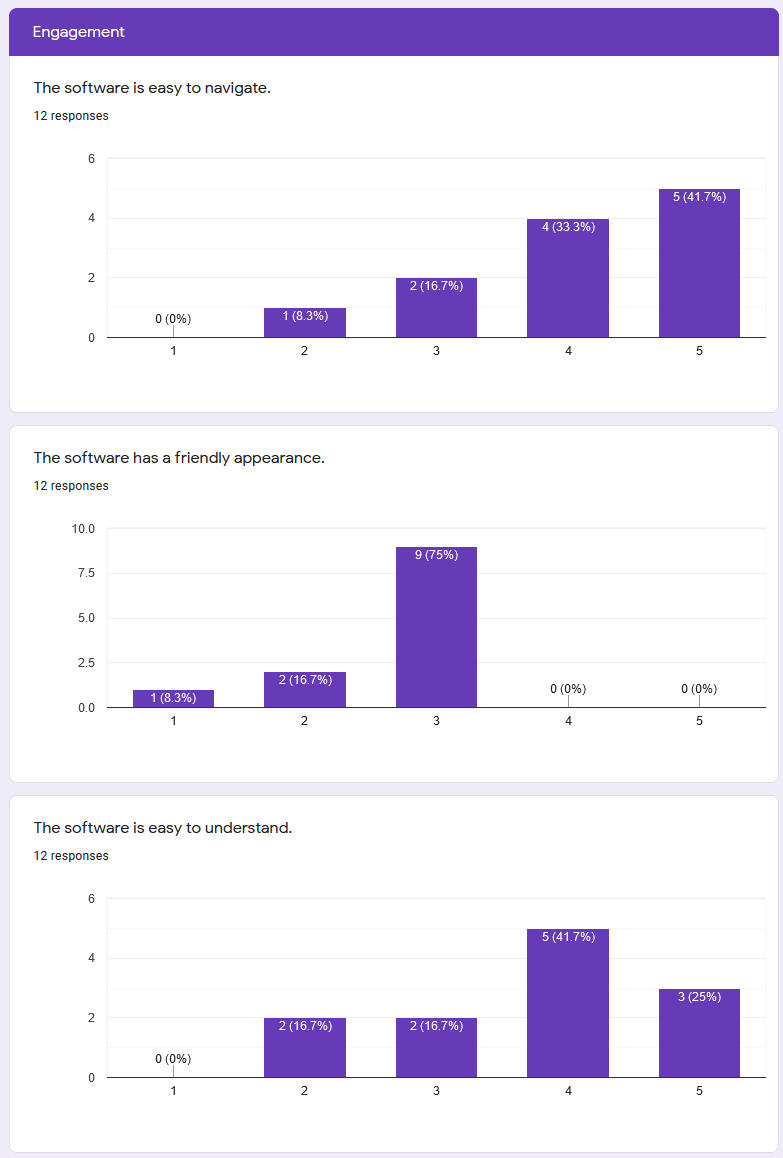 Engagement
The software is easy to navigate.
12 responses
6
4
2
0
0 (0%)
1 (8.3%)
2 (16.7%)
4 (33.3%)
5 (41.7%)
1 2 3 4 5
The software has a friendly appearance.
12 responses
10.0
7.5
5.0
2.5
0.0
1 (8.3%)
2 (16.7%)
9 (75%)
0 (0%)
0 (0%)
1 2 3 4 5
The software is easy to understand.
12 responses
6
4
2
0
0 (0%)
2 (16.7%)
2 (16.7%)
5 (41.7%)
3 (25%)
1 2 3 4 5